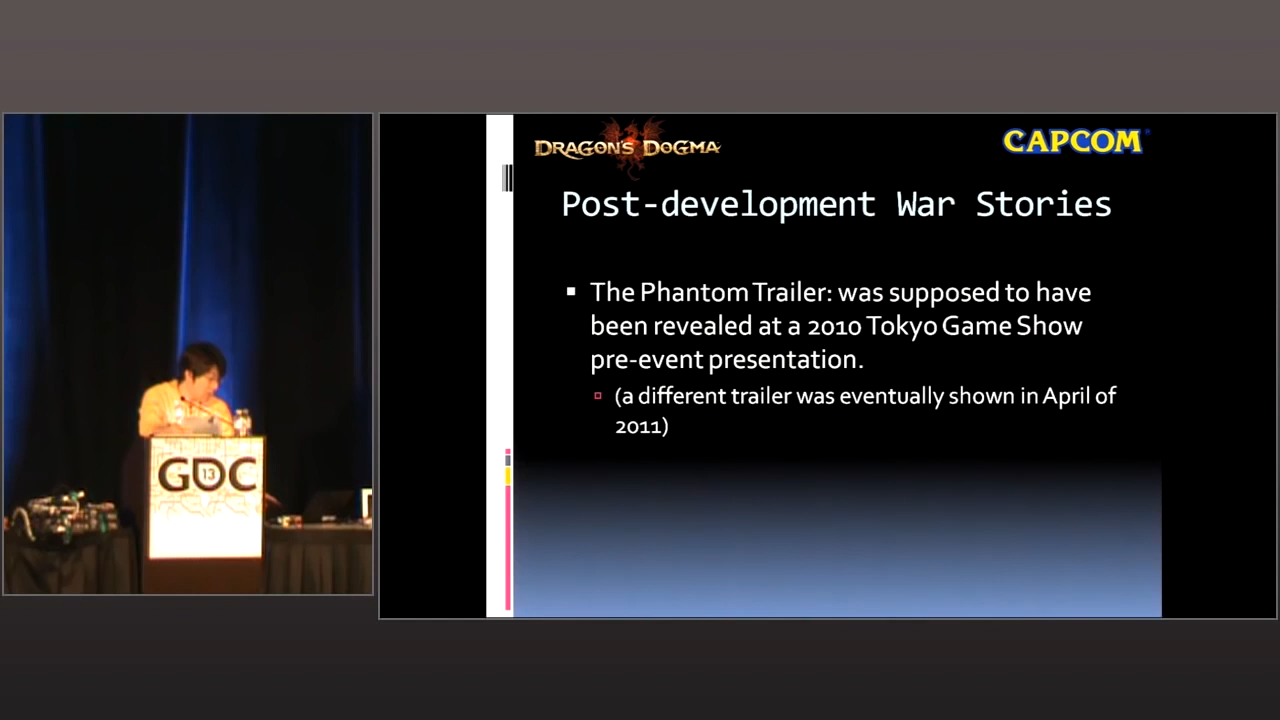 DRAGON'S DOGMA
CAPCOM
Post-development War Stories
The Phantom Trailer: was supposed to have
been revealed at a 2010 Tokyo Game Show
pre-event presentation.
(a different trailer was eventually shown in April of
2011)
GDC
13